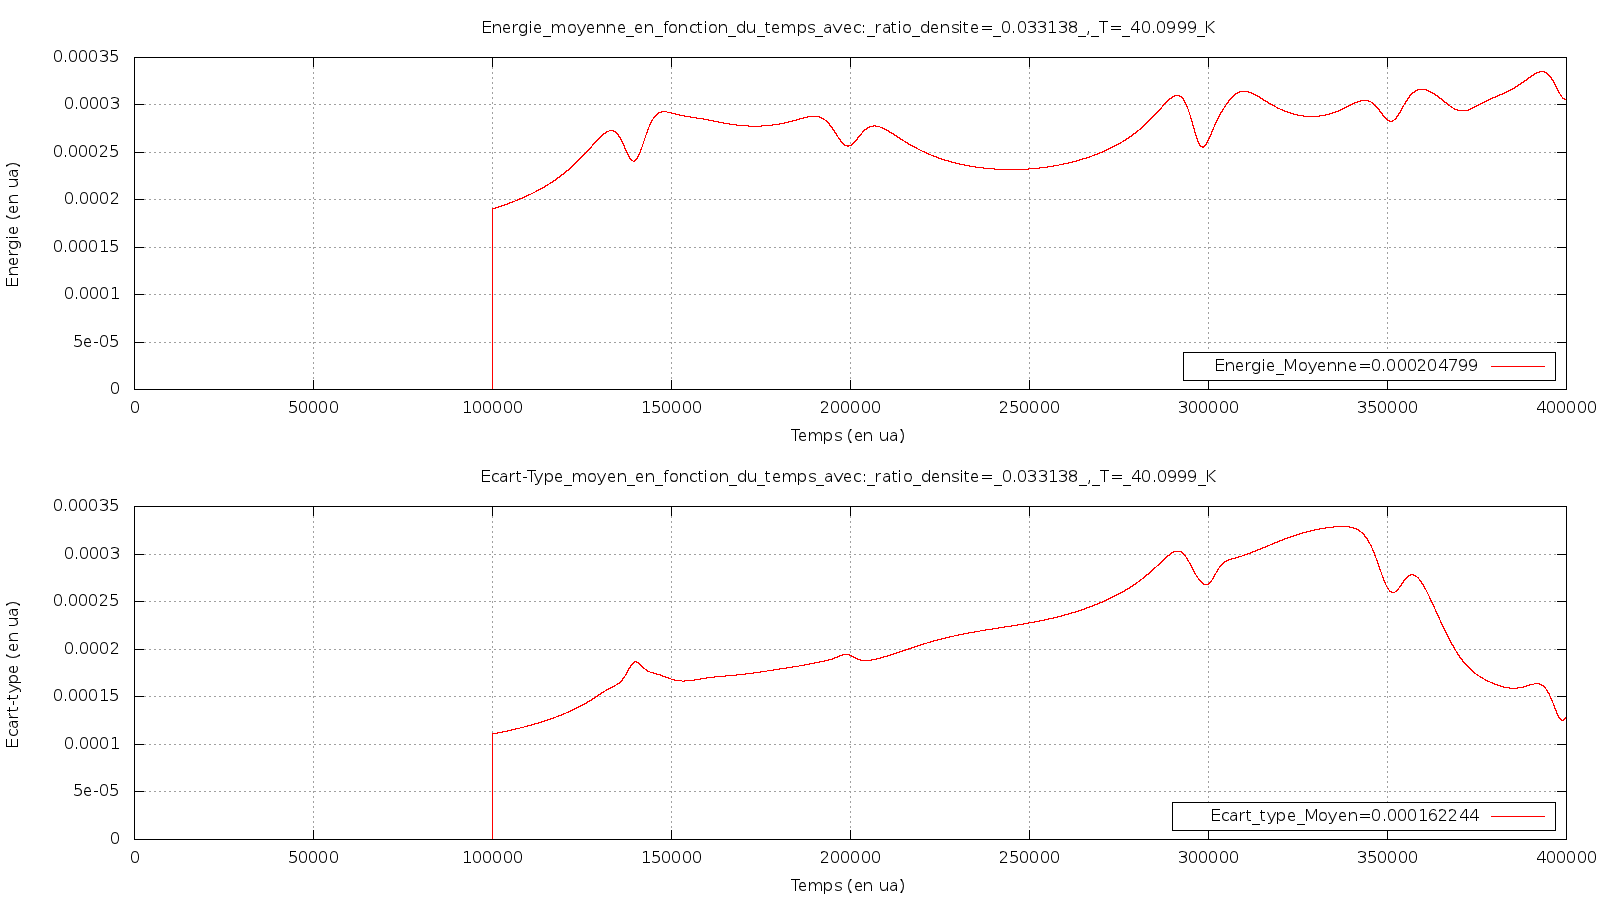 Energie_moyenne_en_fonction_du_temps_avec:_ratio_densite=_0.033138_,_T=_40.0999_K
0.00035
0.0003
0.00025
0.0002
0.00015
0.0001
5e-05
0
Energie (en ua)
Energie_Moyenne=0.000204799
0 50000 100000 150000 200000 250000 300000 350000 400000
Temps (en ua)
Ecart-Type_moyen_en_fonction_du_temps_avec:_ratio_densite=_0.033138_,_T=_40.0999_K
0.00035
0.0003
0.00025
0.0002
0.00015
0.0001
5e-05
0
Ecart-type (en ua)
Ecart_type_Moyen=0.000162244
0 50000 100000 150000 200000 250000 300000 350000 400000
Temps (en ua)